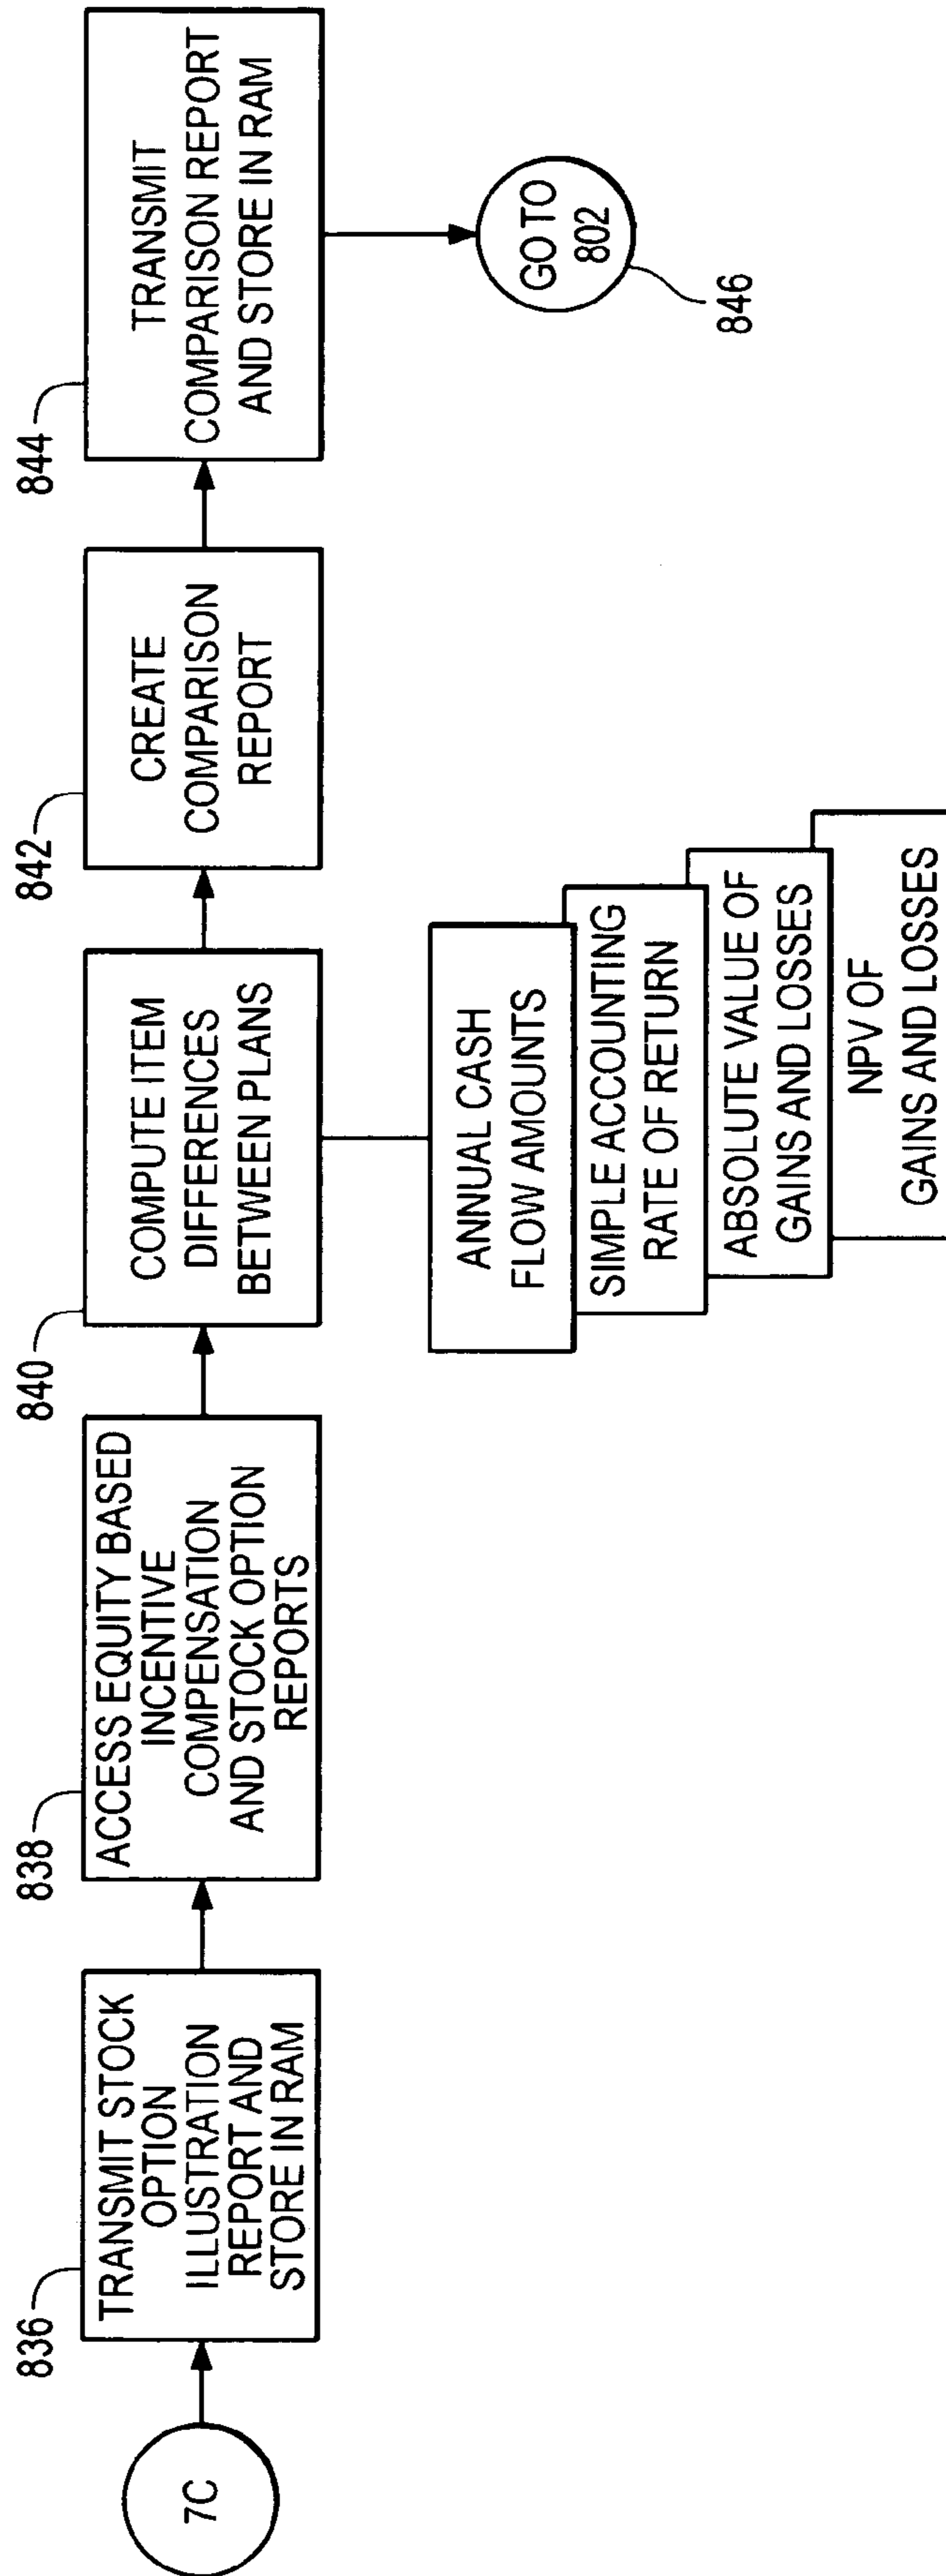 7C
836
TRANSMIT STOCK
OPTION
ILLUSTRATION
REPORT AND
STORE IN RAM
838
ACCESS EQUITY BASED
INCENTIVE
COMPENSATION
AND STOCK OPTION
REPORTS
840
COMPUTE ITEM
DIFFERENCES
BETWEEN PLANS
ANNUAL CASH
FLOW AMOUNTS
SIMPLE ACCOUNTING
RATE OF RETURN
ABSOLUTE VALUE OF
GAINS AND LOSSES
NPV OF
GAINS AND LOSSES
842
CREATE
COMPARISON
REPORT
844
TRANSMIT
COMPARISON REPORT
AND STORE IN RAM
GO TO
802
846